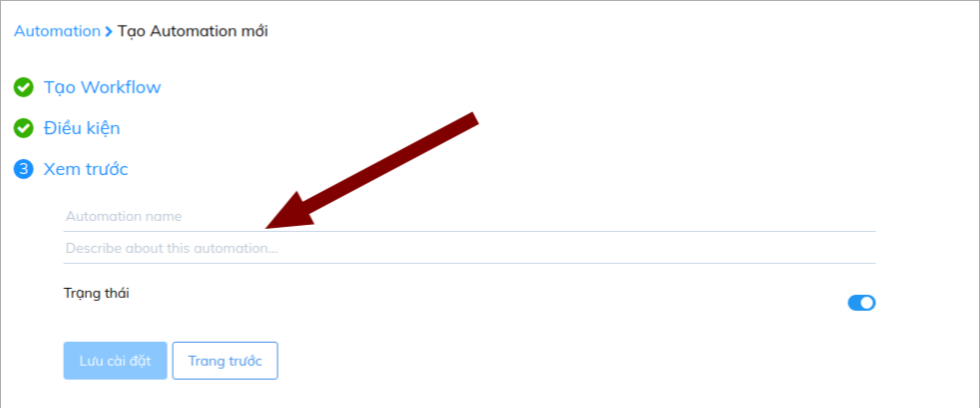 Automation > Tạo Automation mới
Tạo Workflow
Điều kiện
3 Xem trước
Automation name
Describe about this automation...
Trạng thái
Lưu cài đặt Trang trước